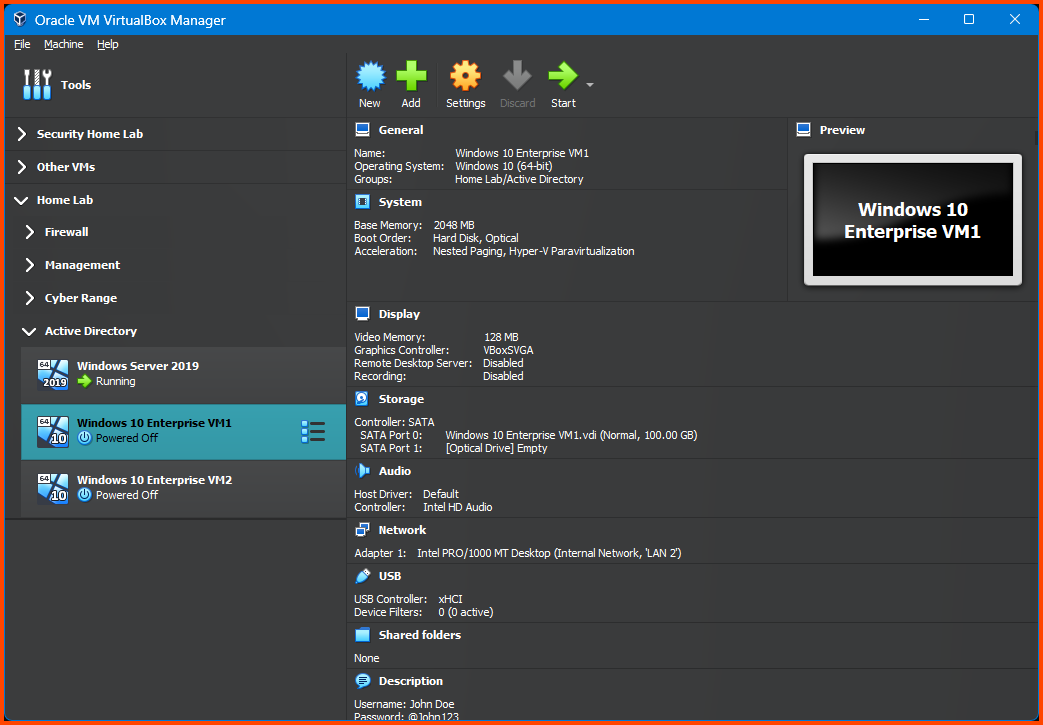 Oracle VM VirtualBox Manager
File Machine Help
Tools
New Add Settings Discard Start
Security Home Lab
Other VMs
Home Lab
Firewall
Management
Cyber Range
Active Directory
64 2019 Windows Server 2019
Running
64 10 Windows 10 Enterprise VM1
Powered Off
64 10 Windows 10 Enterprise VM2
Powered Off
General
Name: Windows 10 Enterprise VM1
Operating System: Windows 10 (64-bit)
Groups: Home Lab/Active Directory
System
Base Memory: 2048 MB
Boot Order: Hard Disk, Optical
Acceleration: Nested Paging, Hyper-V Paravirtualization
Preview
Windows 10
Enterprise VM1
Display
Video Memory: 128 MB
Graphics Controller: VBoxSVGA
Remote Desktop Server: Disabled
Recording: Disabled
Storage
Controller: SATA
SATA Port 0: Windows 10 Enterprise VM1.vdi (Normal, 100.00 GB)
SATA Port 1: [Optical Drive] Empty
Audio
Host Driver: Default
Controller: Intel HD Audio
Network
Adapter 1: Intel PRO/1000 MT Desktop (Internal Network, 'LAN 2')
USB
USB Controller: xHCI
Device Filters: 0 (0 active)
Shared folders
None
Description
Username: John Doe
Password: @John123